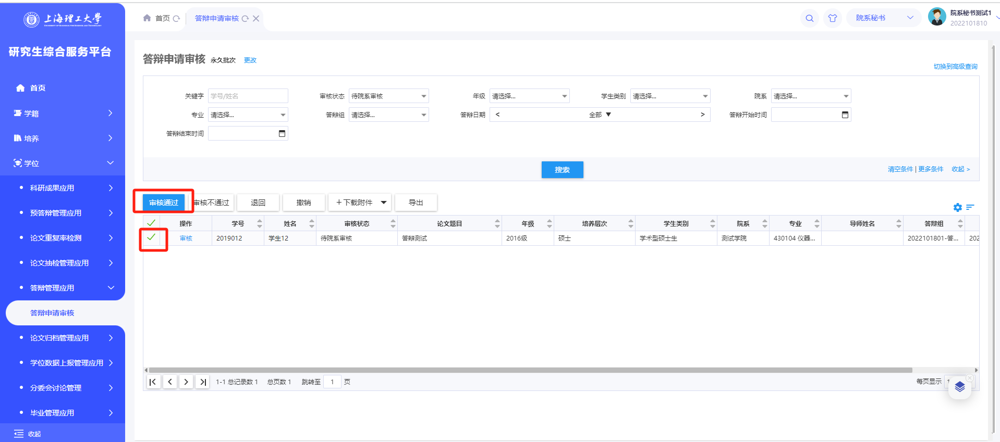 上海理工大學
UNIVERSITY OF SHANGHAI FOR SCIENCE AND TECHNOLOGY
研究生综合服务平台
首页
学籍
培养
学位
科研成果应用
预答辩管理应用
论文重复率检测
论文抽检管理应用
答辩管理应用
答辩申请审核
论文归档管理应用
学位数据上报管理应用
分委会讨论管理
毕业管理应用
收起
首页
答辩申请审核
院系秘书
院系秘书测试1
2022101810
答辩申请审核 永久批次 更改
切换到高级查询
关键字 学号/姓名 审核状态 待院系审核 年级 请选择... 学生类别 请选择... 院系 请选择...
专业 请选择... 答辩组 请选择... 答辩日期 < 全部 ▼ > 答辩开始时间
答辩结束时间
搜索
清空条件 | 更多条件 收起 >
审核通过 审核不通过 退回 撤销 +下载附件 导出
操作 学号 姓名 审核状态 论文题目 年级 培养层次 学生类别 院系 专业 导师姓名 答辩组
审核 2019012 学生12 待院系审核 答辩测试 2016级 硕士 学术型硕士生 测试学院 430104 仪器... 2022101801-答... 202
1-1 总记录数 1 总页数 1 跳转至 1 页
每页显示